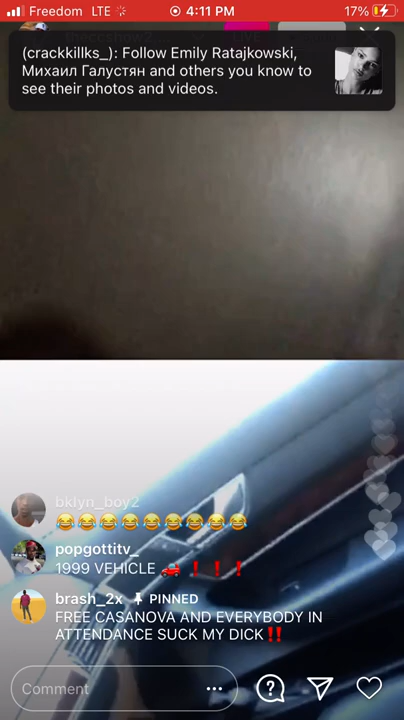 Freedom LTE 4:11 PM 17%
(crackkillks_): Follow Emily Ratajkowski,
Михаил Галустян and others you know to
see their photos and videos.
bklyn_boy2
😂😂😂😂😂😂😂😂😂
popgottitv_
1999 VEHICLE 🚗❗❗❗
brash_2x PINNED
FREE CASANOVA AND EVERYBODY IN
ATTENDANCE SUCK MY DICK‼️
Comment